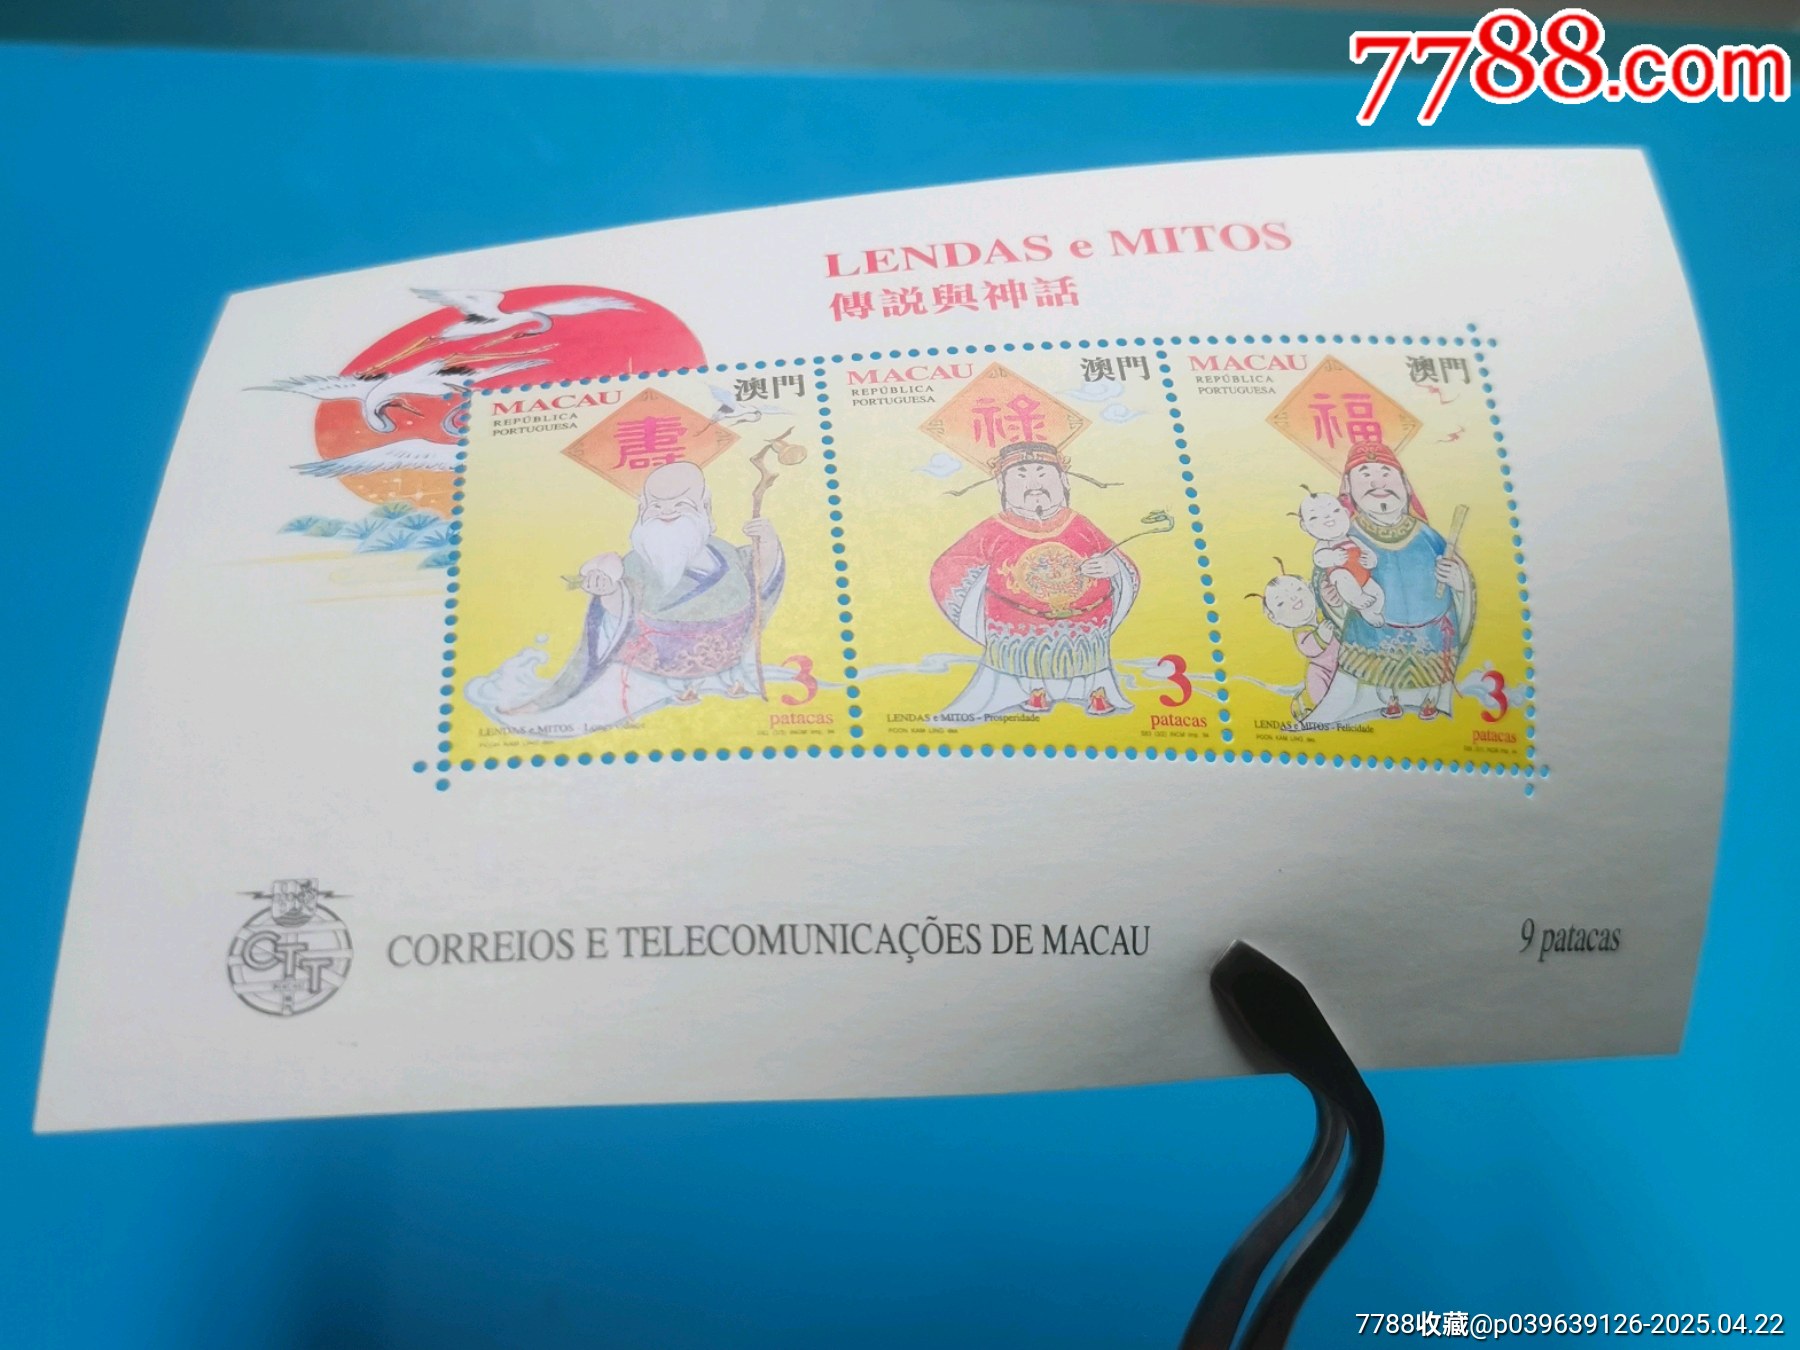 7788.com
LENDAS e MITOS
傳説與神話
MACAU
REPÚBLICA
PORTUGUESA
澳門
壽
3
patacas
LENDAS e MITOS -
MACAU
REPÚBLICA
PORTUGUESA
澳門
祿
3
patacas
LENDAS e MITOS - Prosperidade
MACAU
REPÚBLICA
PORTUGUESA
澳門
福
3
patacas
LENDAS e MITOS - Felicidade
CTT
CORREIOS E TELECOMUNICAÇÕES DE MACAU
9 patacas
7788收藏@p039639126-2025.04.22